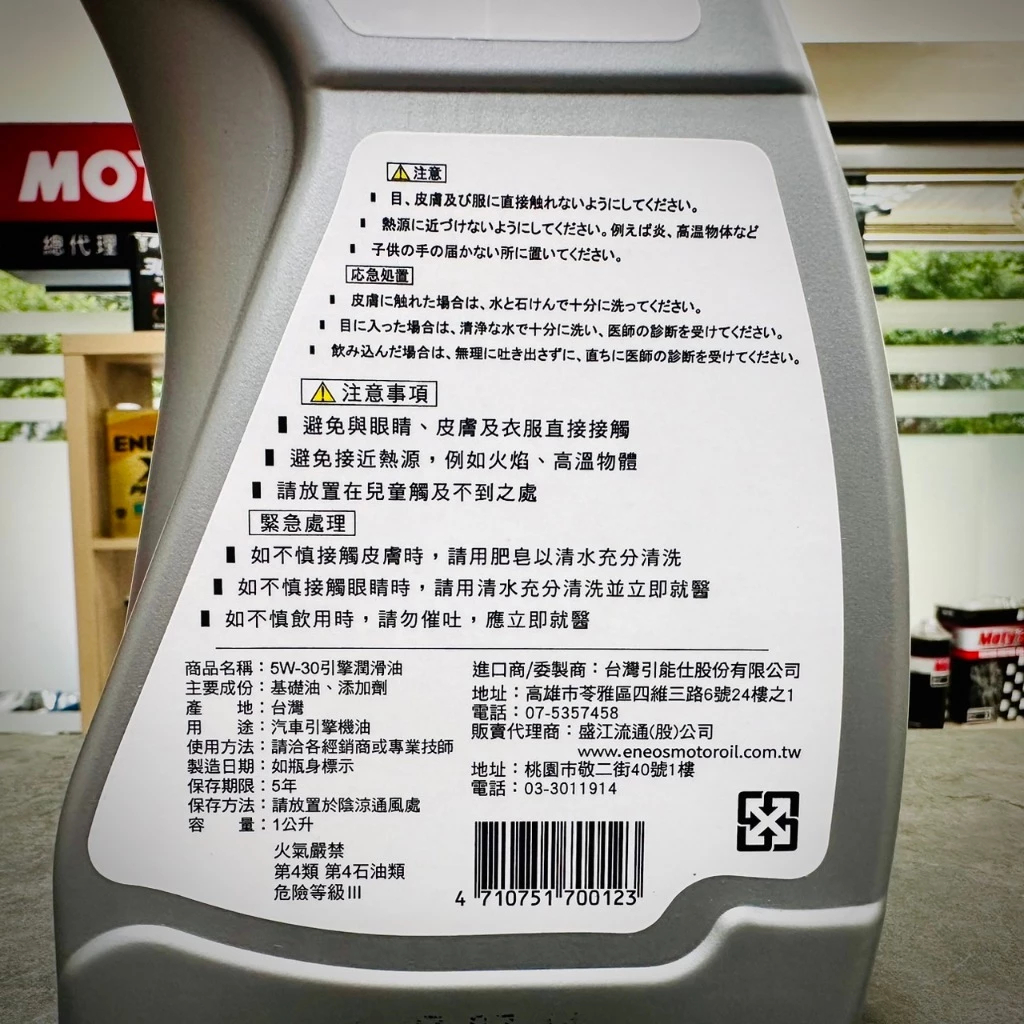 MOTY
總代理
ENE
⚠注意
▮ 目、皮膚及び服に直接触れないようにしてください。
▮ 熱源に近づけないようにしてください。例えば炎、高温物体など
▮ 子供の手の届かない所に置いてください。
応急処置
▮ 皮膚に触れた場合は、水と石けんで十分に洗ってください。
▮ 目に入った場合は、清浄な水で十分に洗い、医師の診断を受けてください。
▮ 飲み込んだ場合は、無理に吐き出さずに、直ちに医師の診断を受けてください。
⚠注意事項
▮ 避免與眼睛、皮膚及衣服直接接觸
▮ 避免接近熱源，例如火焰、高溫物體
▮ 請放置在兒童觸及不到之處
緊急處理
▮ 如不慎接觸皮膚時，請用肥皂以清水充分清洗
▮ 如不慎接觸眼睛時，請用清水充分清洗並立即就醫
▮ 如不慎飲用時，請勿催吐，應立即就醫
商品名稱：5W-30引擎潤滑油
主要成份：基礎油、添加劑
產　　地：台灣
用　　途：汽車引擎機油
使用方法：請洽各經銷商或專業技師
製造日期：如瓶身標示
保存期限：5年
保存方法：請放置於陰涼通風處
容　　量：1公升
火氣嚴禁
第4類 第4石油類
危險等級III
進口商/委製商：台灣引能仕股份有限公司
地址：高雄市苓雅區四維三路6號24樓之1
電話：07-5357458
販賣代理商：盛江流通(股)公司
www.eneosmotoroil.com.tw
地址：桃園市敬二街40號1樓
電話：03-3011914
4 710751 700123
Moty's